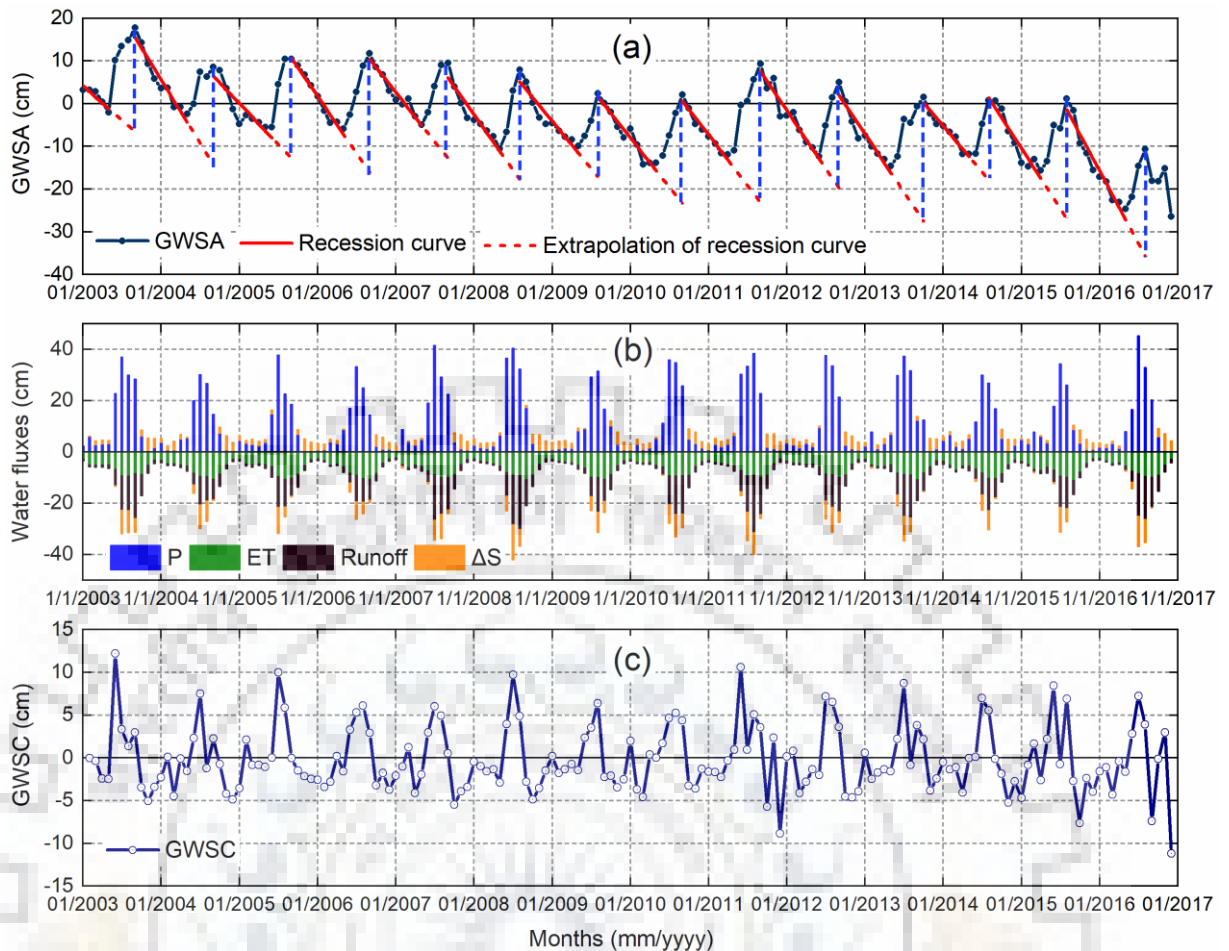 20
(a)
10
0
-10
-20
-30
-40
GWSA (cm)
GWSA Recession curve Extrapolation of recession curve
01/2003 01/2004 01/2005 01/2006 01/2007 01/2008 01/2009 01/2010 01/2011 01/2012 01/2013 01/2014 01/2015 01/2016 01/2017
(b)
40
20
0
-20
-40
Water fluxes (cm)
P ET Runoff ΔS
1/1/2003 1/1/2004 1/1/2005 1/1/2006 1/1/2007 1/1/2008 1/1/2009 1/1/2010 1/1/2011 1/1/2012 1/1/2013 1/1/2014 1/1/2015 1/1/2016 1/1/2017
15
(c)
10
5
0
-5
-10
-15
GWSC (cm)
GWSC
01/2003 01/2004 01/2005 01/2006 01/2007 01/2008 01/2009 01/2010 01/2011 01/2012 01/2013 01/2014 01/2015 01/2016 01/2017
Months (mm/yyyy)